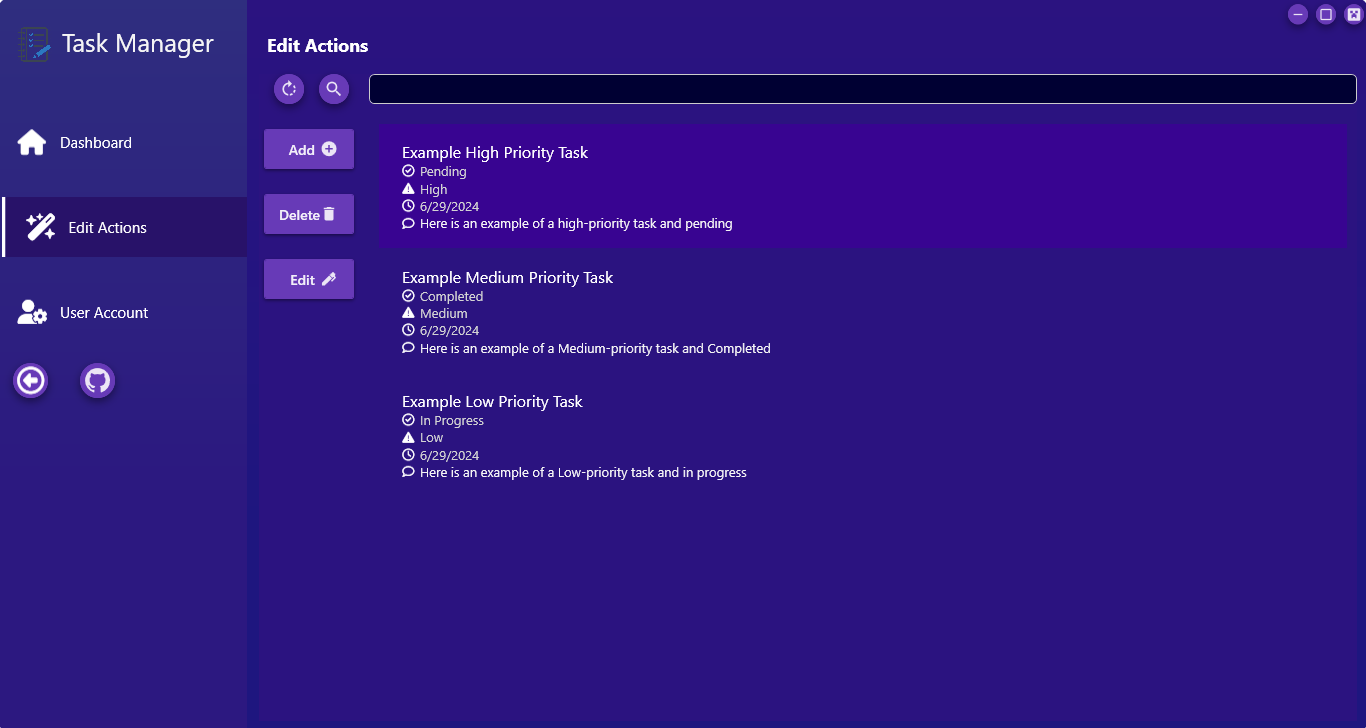 Task Manager
Edit Actions
Dashboard
Edit Actions
User Account
Add
Delete
Edit
Example High Priority Task
Pending
High
6/29/2024
Here is an example of a high-priority task and pending
Example Medium Priority Task
Completed
Medium
6/29/2024
Here is an example of a Medium-priority task and Completed
Example Low Priority Task
In Progress
Low
6/29/2024
Here is an example of a Low-priority task and in progress